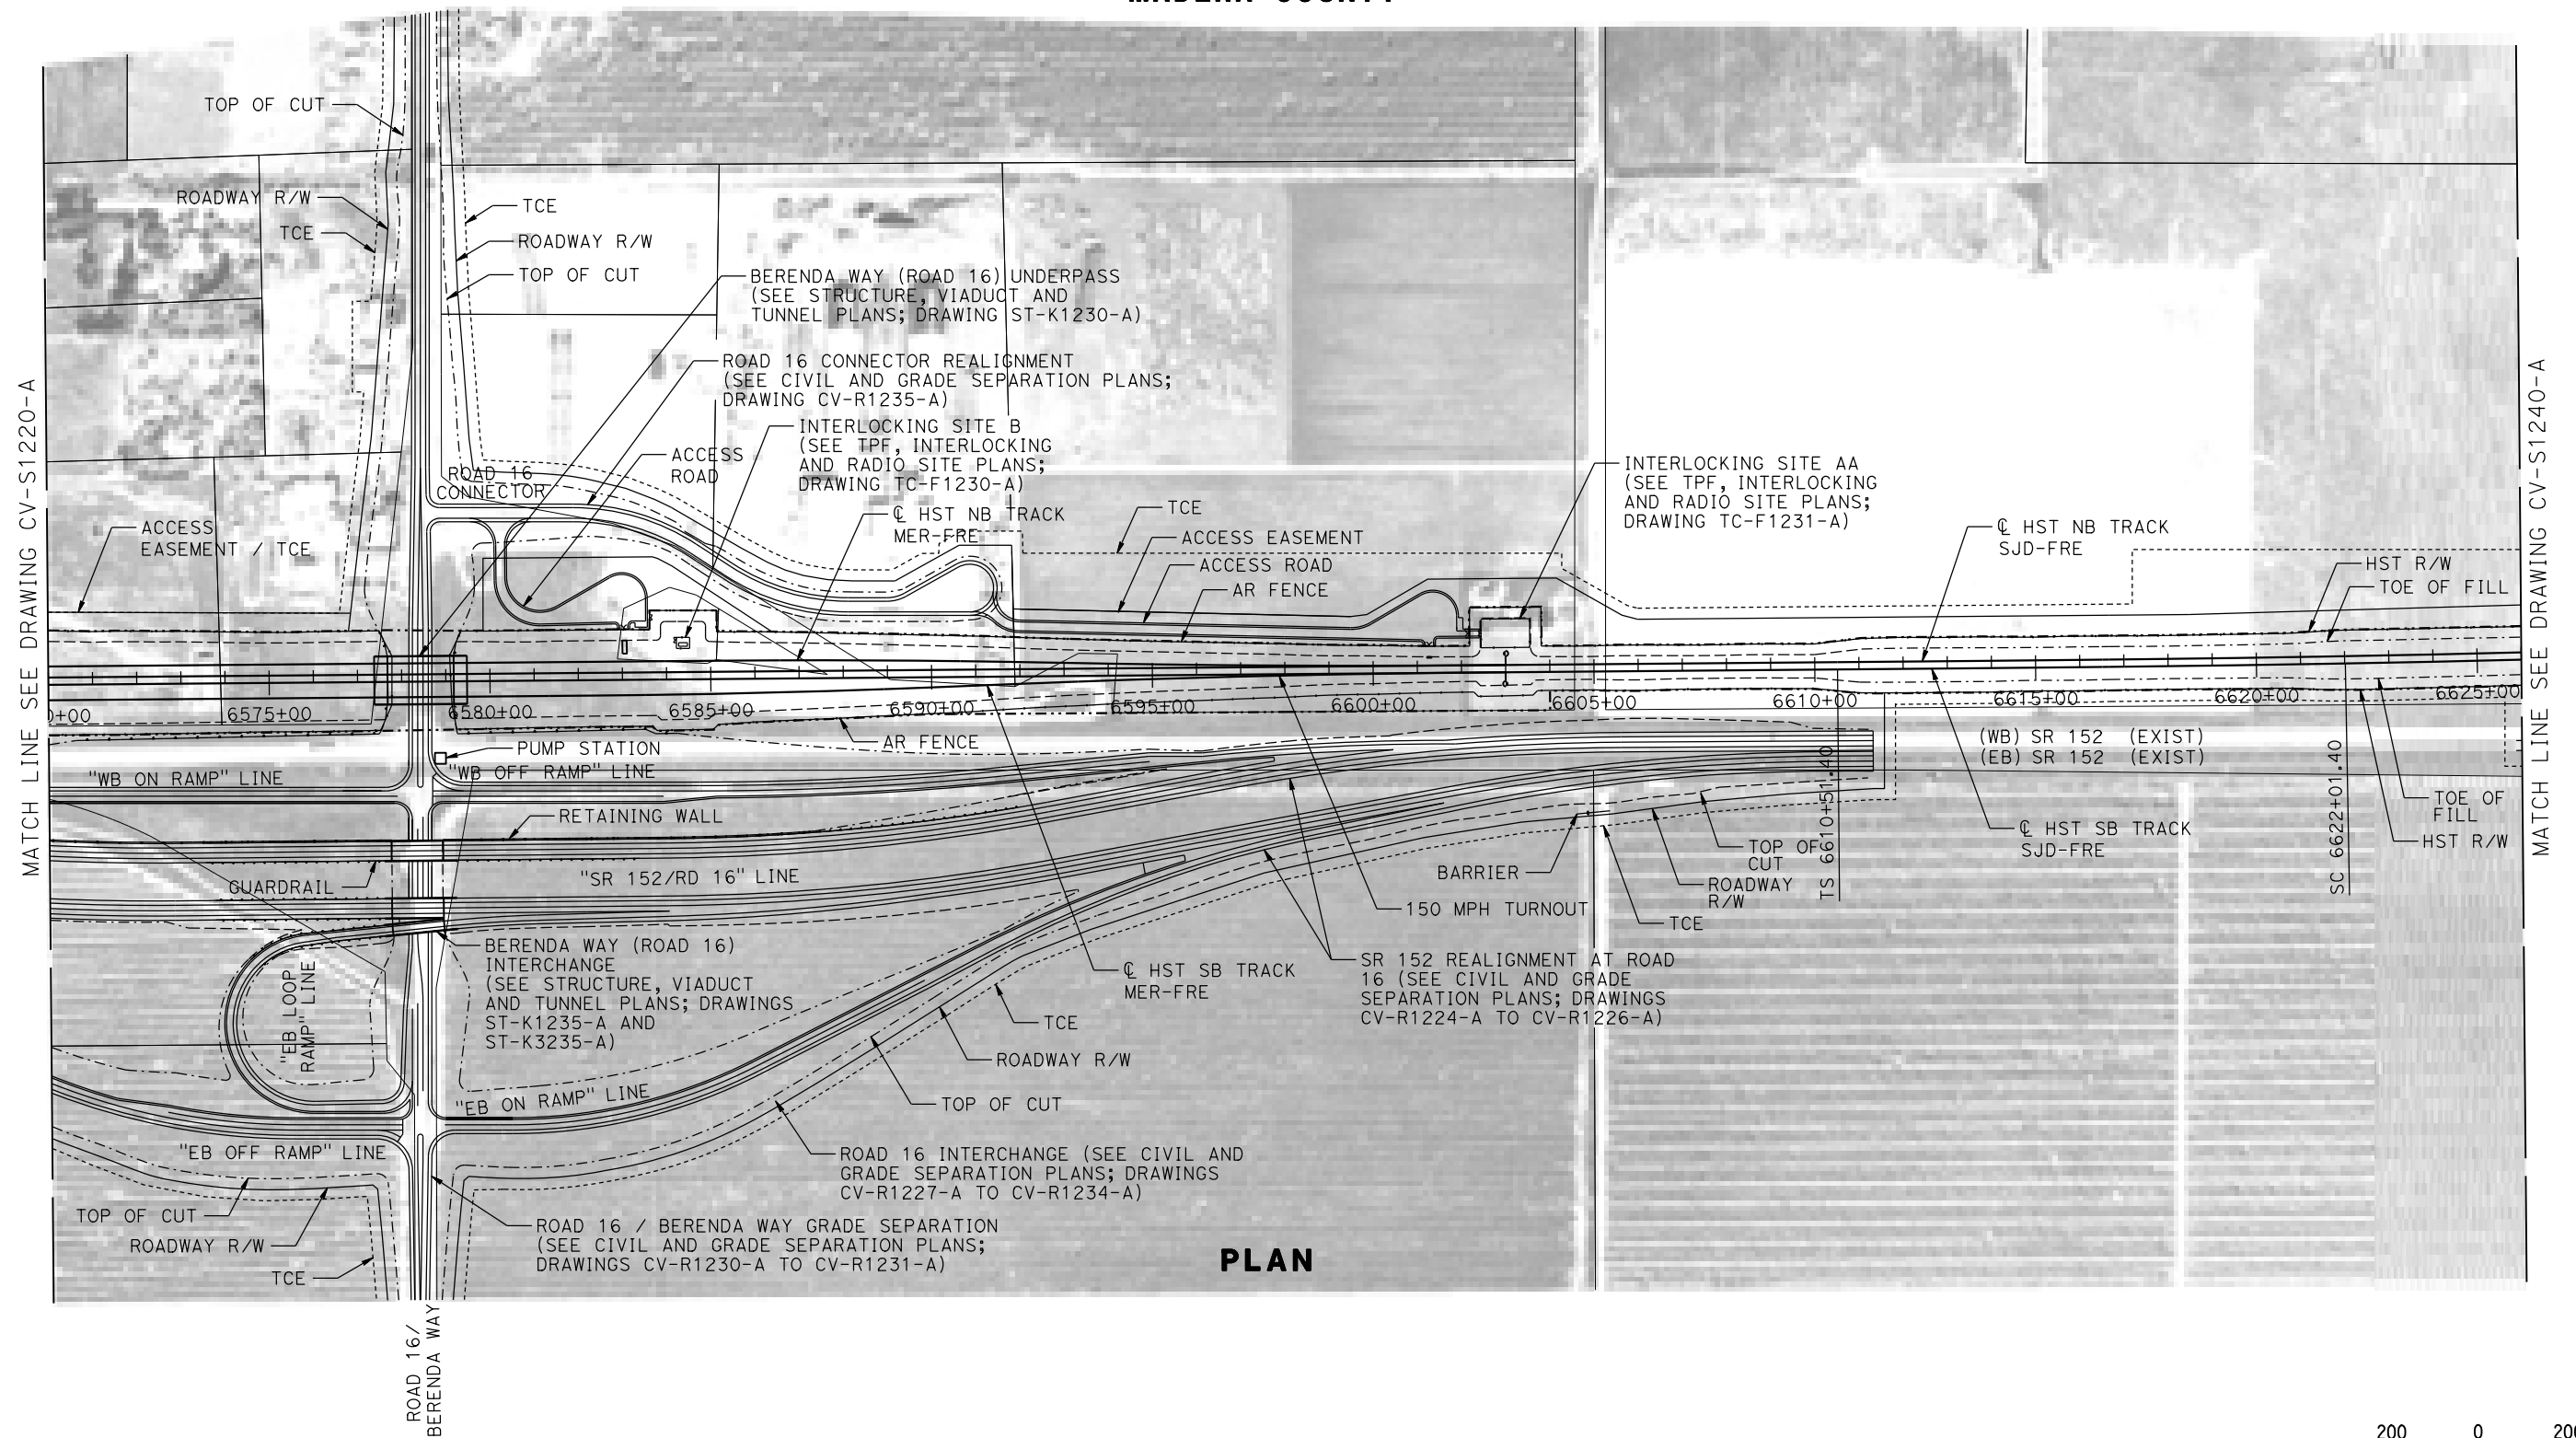 TOP OF CUT
ROADWAY R/W
TCE
TCE
ROADWAY R/W
TOP OF CUT
BERENDA WAY (ROAD 16) UNDERPASS
(SEE STRUCTURE, VIADUCT AND
TUNNEL PLANS; DRAWING ST-K1230-A)
ROAD 16 CONNECTOR REALIGNMENT
(SEE CIVIL AND GRADE SEPARATION PLANS;
DRAWING CV-R1235-A)
INTERLOCKING SITE B
(SEE TPF, INTERLOCKING
AND RADIO SITE PLANS;
DRAWING TC-F1230-A)
ACCESS
ROAD
ROAD 16
CONNECTOR
℄ HST NB TRACK
MER-FRE
TCE
ACCESS EASEMENT
ACCESS ROAD
AR FENCE
INTERLOCKING SITE AA
(SEE TPF, INTERLOCKING
AND RADIO SITE PLANS;
DRAWING TC-F1231-A)
℄ HST NB TRACK
SJD-FRE
HST R/W
TOE OF FILL
ACCESS
EASEMENT / TCE
MATCH LINE SEE DRAWING CV-S1220-A
MATCH LINE SEE DRAWING CV-S1240-A
0+00
6575+00
6580+00
6585+00
6590+00
6595+00
6600+00
6605+00
6610+00
6615+00
6620+00
6625+00
AR FENCE
PUMP STATION
"WB ON RAMP" LINE
"WB OFF RAMP" LINE
RETAINING WALL
(WB) SR 152 (EXIST)
(EB) SR 152 (EXIST)
TS 6610+51.40
SC 6622+01.40
TOE OF
FILL
HST R/W
℄ HST SB TRACK
SJD-FRE
TOP OF
CUT
ROADWAY
R/W
TCE
BARRIER
150 MPH TURNOUT
GUARDRAIL
"SR 152/RD 16" LINE
BERENDA WAY (ROAD 16)
INTERCHANGE
(SEE STRUCTURE, VIADUCT
AND TUNNEL PLANS; DRAWINGS
ST-K1235-A AND
ST-K3235-A)
℄ HST SB TRACK
MER-FRE
SR 152 REALIGNMENT AT ROAD
16 (SEE CIVIL AND GRADE
SEPARATION PLANS; DRAWINGS
CV-R1224-A TO CV-R1226-A)
"EB LOOP
RAMP" LINE
TCE
ROADWAY R/W
TOP OF CUT
"EB ON RAMP" LINE
"EB OFF RAMP" LINE
ROAD 16 INTERCHANGE (SEE CIVIL AND
GRADE SEPARATION PLANS; DRAWINGS
CV-R1227-A TO CV-R1234-A)
TOP OF CUT
ROADWAY R/W
TCE
ROAD 16 / BERENDA WAY GRADE SEPARATION
(SEE CIVIL AND GRADE SEPARATION PLANS;
DRAWINGS CV-R1230-A TO CV-R1231-A)
PLAN
ROAD 16/
BERENDA WAY
200 0 200